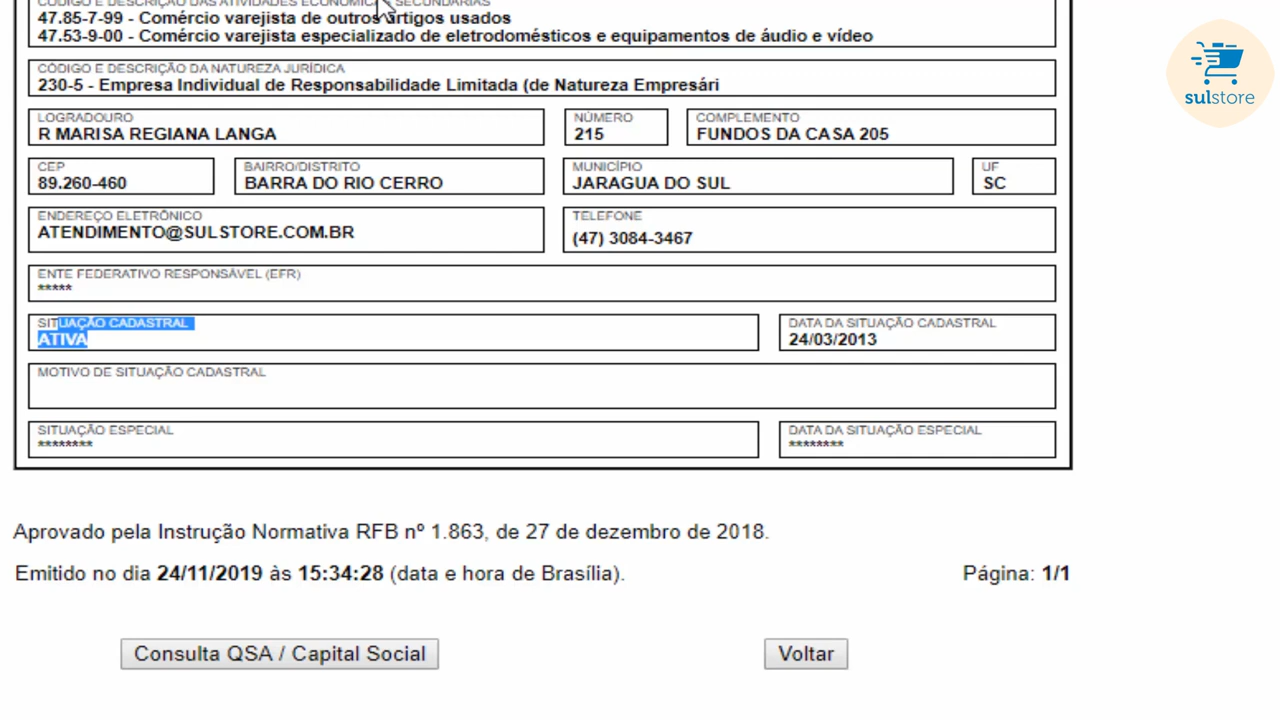 CÓDIGO E DESCRIÇÃO DAS ATIVIDADES ECONÔMICAS SECUNDÁRIAS
47.85-7-99 - Comércio varejista de outros artigos usados
47.53-9-00 - Comércio varejista especializado de eletrodomésticos e equipamentos de áudio e vídeo
sulstore
CÓDIGO E DESCRIÇÃO DA NATUREZA JURÍDICA
230-5 - Empresa Individual de Responsabilidade Limitada (de Natureza Empresári
LOGRADOURO NÚMERO COMPLEMENTO
R MARISA REGIANA LANGA 215 FUNDOS DA CASA 205
CEP BAIRRO/DISTRITO MUNICÍPIO UF
89.260-460 BARRA DO RIO CERRO JARAGUA DO SUL SC
ENDEREÇO ELETRÔNICO TELEFONE
ATENDIMENTO@SULSTORE.COM.BR (47) 3084-3467
ENTE FEDERATIVO RESPONSÁVEL (EFR)
*****
SITUAÇÃO CADASTRAL DATA DA SITUAÇÃO CADASTRAL
ATIVA 24/03/2013
MOTIVO DE SITUAÇÃO CADASTRAL
SITUAÇÃO ESPECIAL DATA DA SITUAÇÃO ESPECIAL
******** ********
Aprovado pela Instrução Normativa RFB nº 1.863, de 27 de dezembro de 2018.
Emitido no dia 24/11/2019 às 15:34:28 (data e hora de Brasília). Página: 1/1
Consulta QSA / Capital Social Voltar